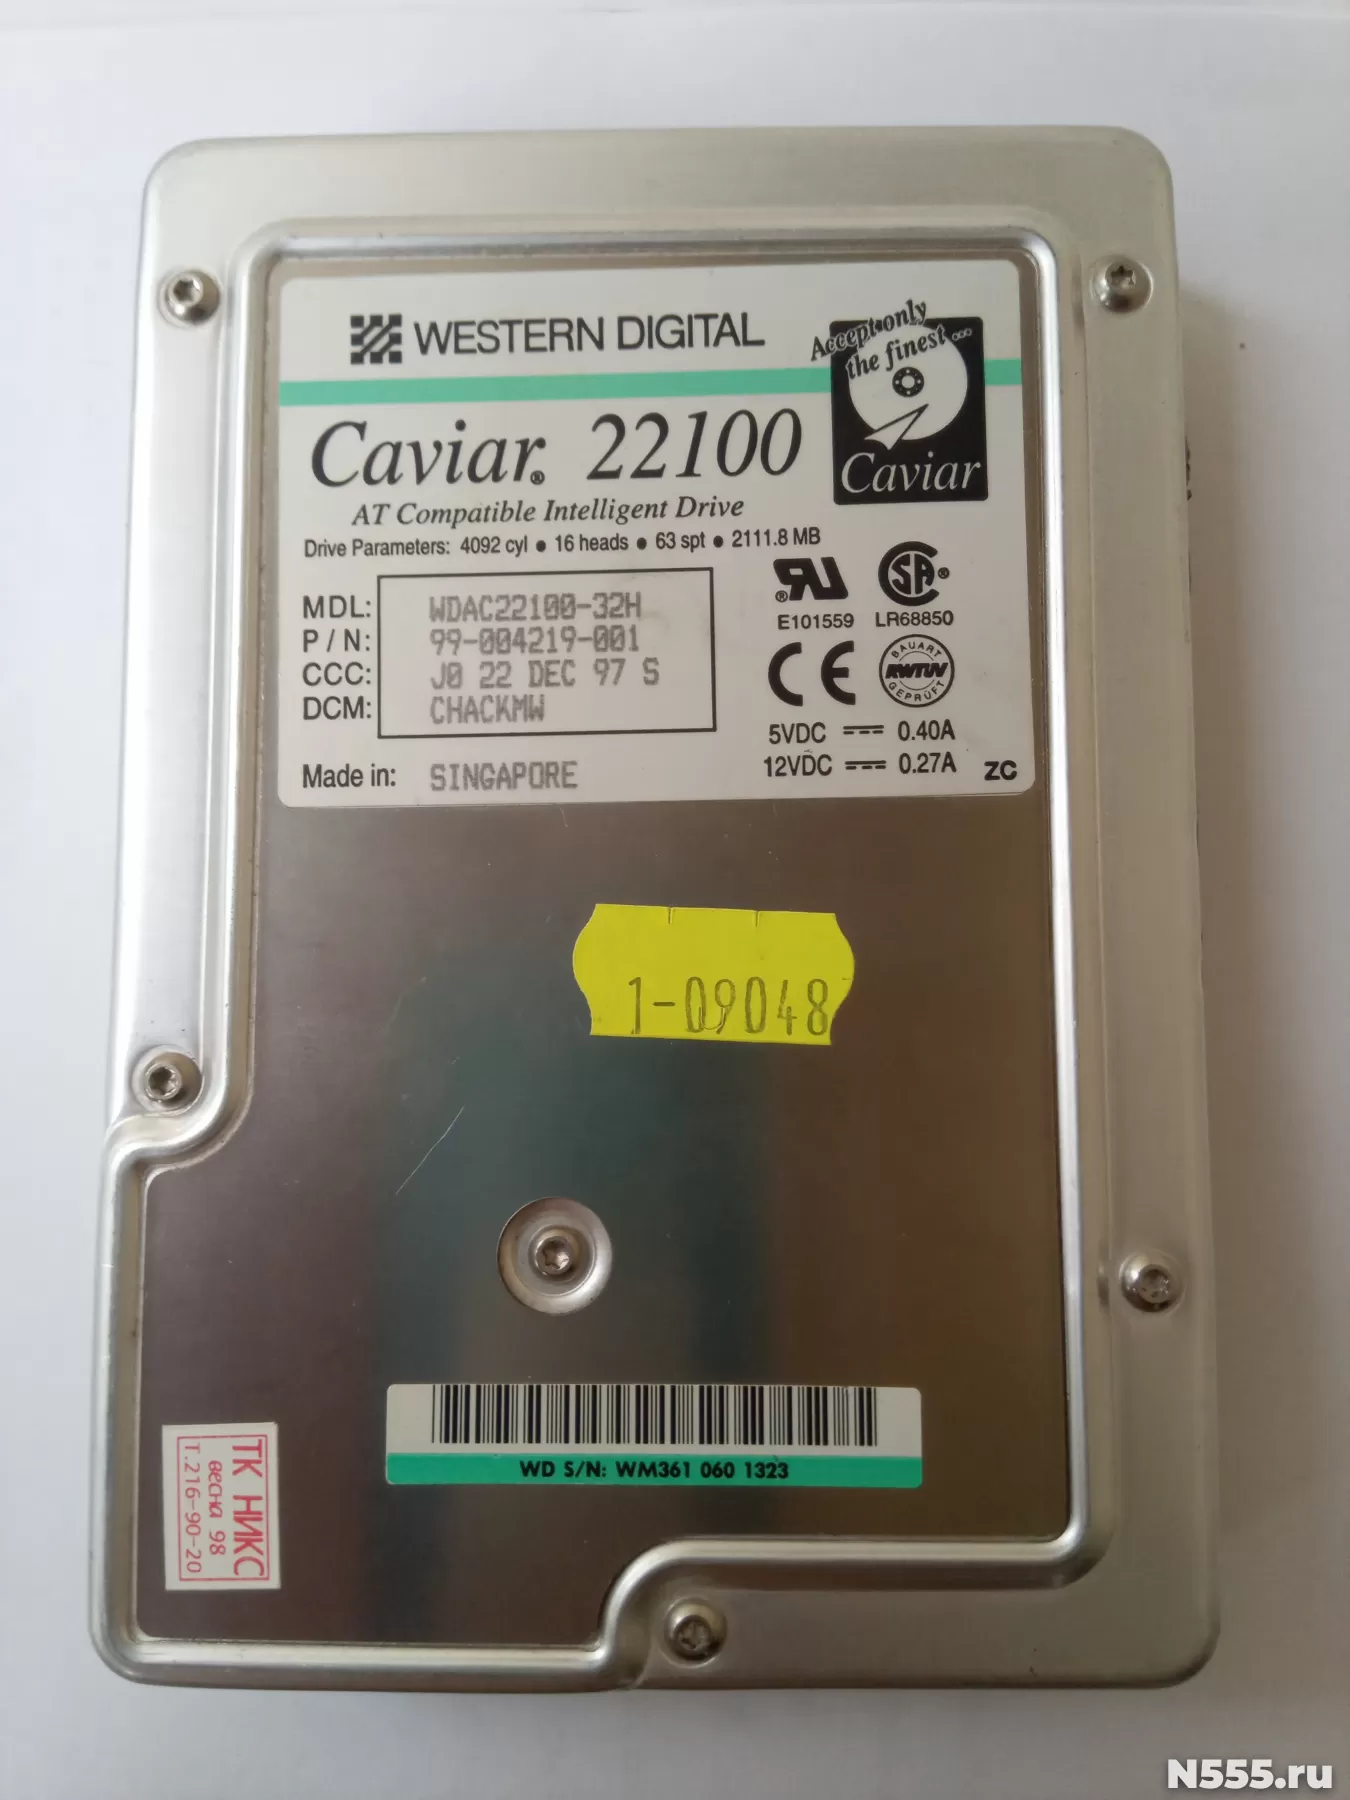 WESTERN DIGITAL
Accept only
the finest ...
Caviar
Caviar® 22100
AT Compatible Intelligent Drive
Drive Parameters: 4092 cyl ● 16 heads ● 63 spt ● 2111.8 MB
MDL: WDAC22100-32H
P / N: 99-004219-001
CCC: J0 22 DEC 97 S
DCM: CHACKMW
Made in: SINGAPORE
RU®
E101559
SA®
LR68850
CE
BAUART
RWTUV
GEPRÜFT
5VDC 0.40A
12VDC 0.27A
ZC
1-09048
WD S/N: WM361 060 1323
ТК НИКС
весна 98
Т.216-90-20
N555.ru